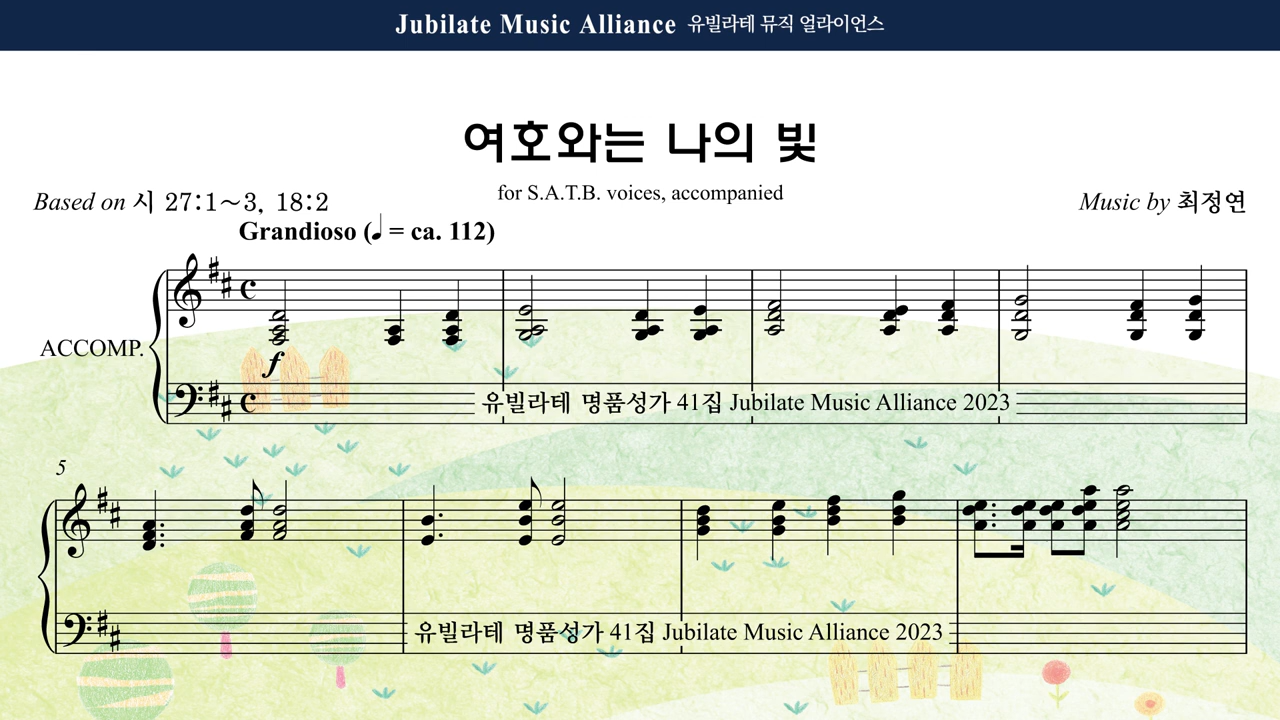 Jubilate Music Alliance 유빌라테 뮤직 얼라이언스
여호와는 나의 빛
for S.A.T.B. voices, accompanied
Based on 시 27:1~3, 18:2
Music by 최정연
Grandioso (♩ = ca. 112)
ACCOMP.
f
유빌라테 명품성가 41집 Jubilate Music Alliance 2023
5
유빌라테 명품성가 41집 Jubilate Music Alliance 2023